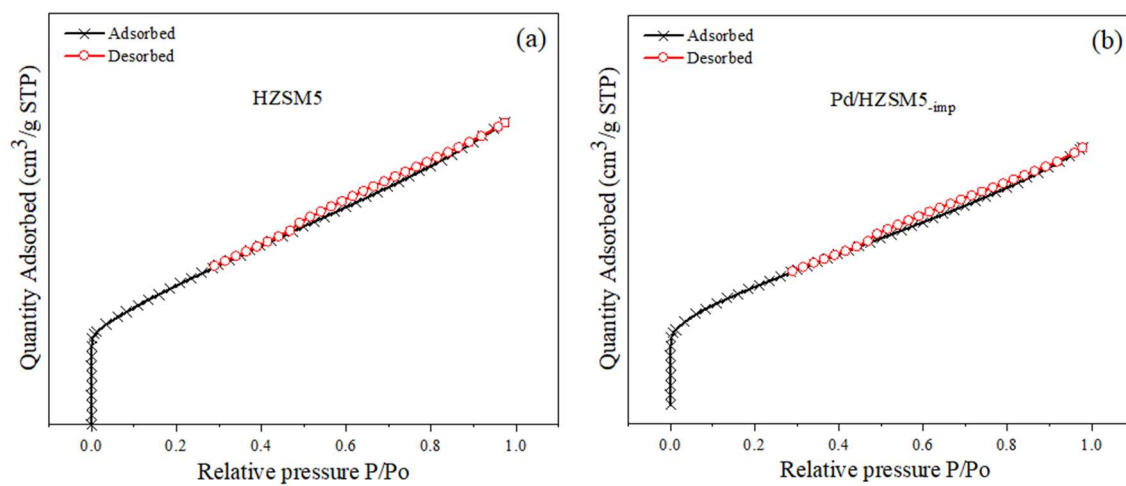 (a)
Adsorbed
Desorbed
HZSM5
Quantity Adsorbed (cm³/g STP)
0.0 0.2 0.4 0.6 0.8 1.0
Relative pressure P/Po
(b)
Adsorbed
Desorbed
Pd/HZSM5-imp
Quantity Adsorbed (cm³/g STP)
0.0 0.2 0.4 0.6 0.8 1.0
Relative pressure P/Po